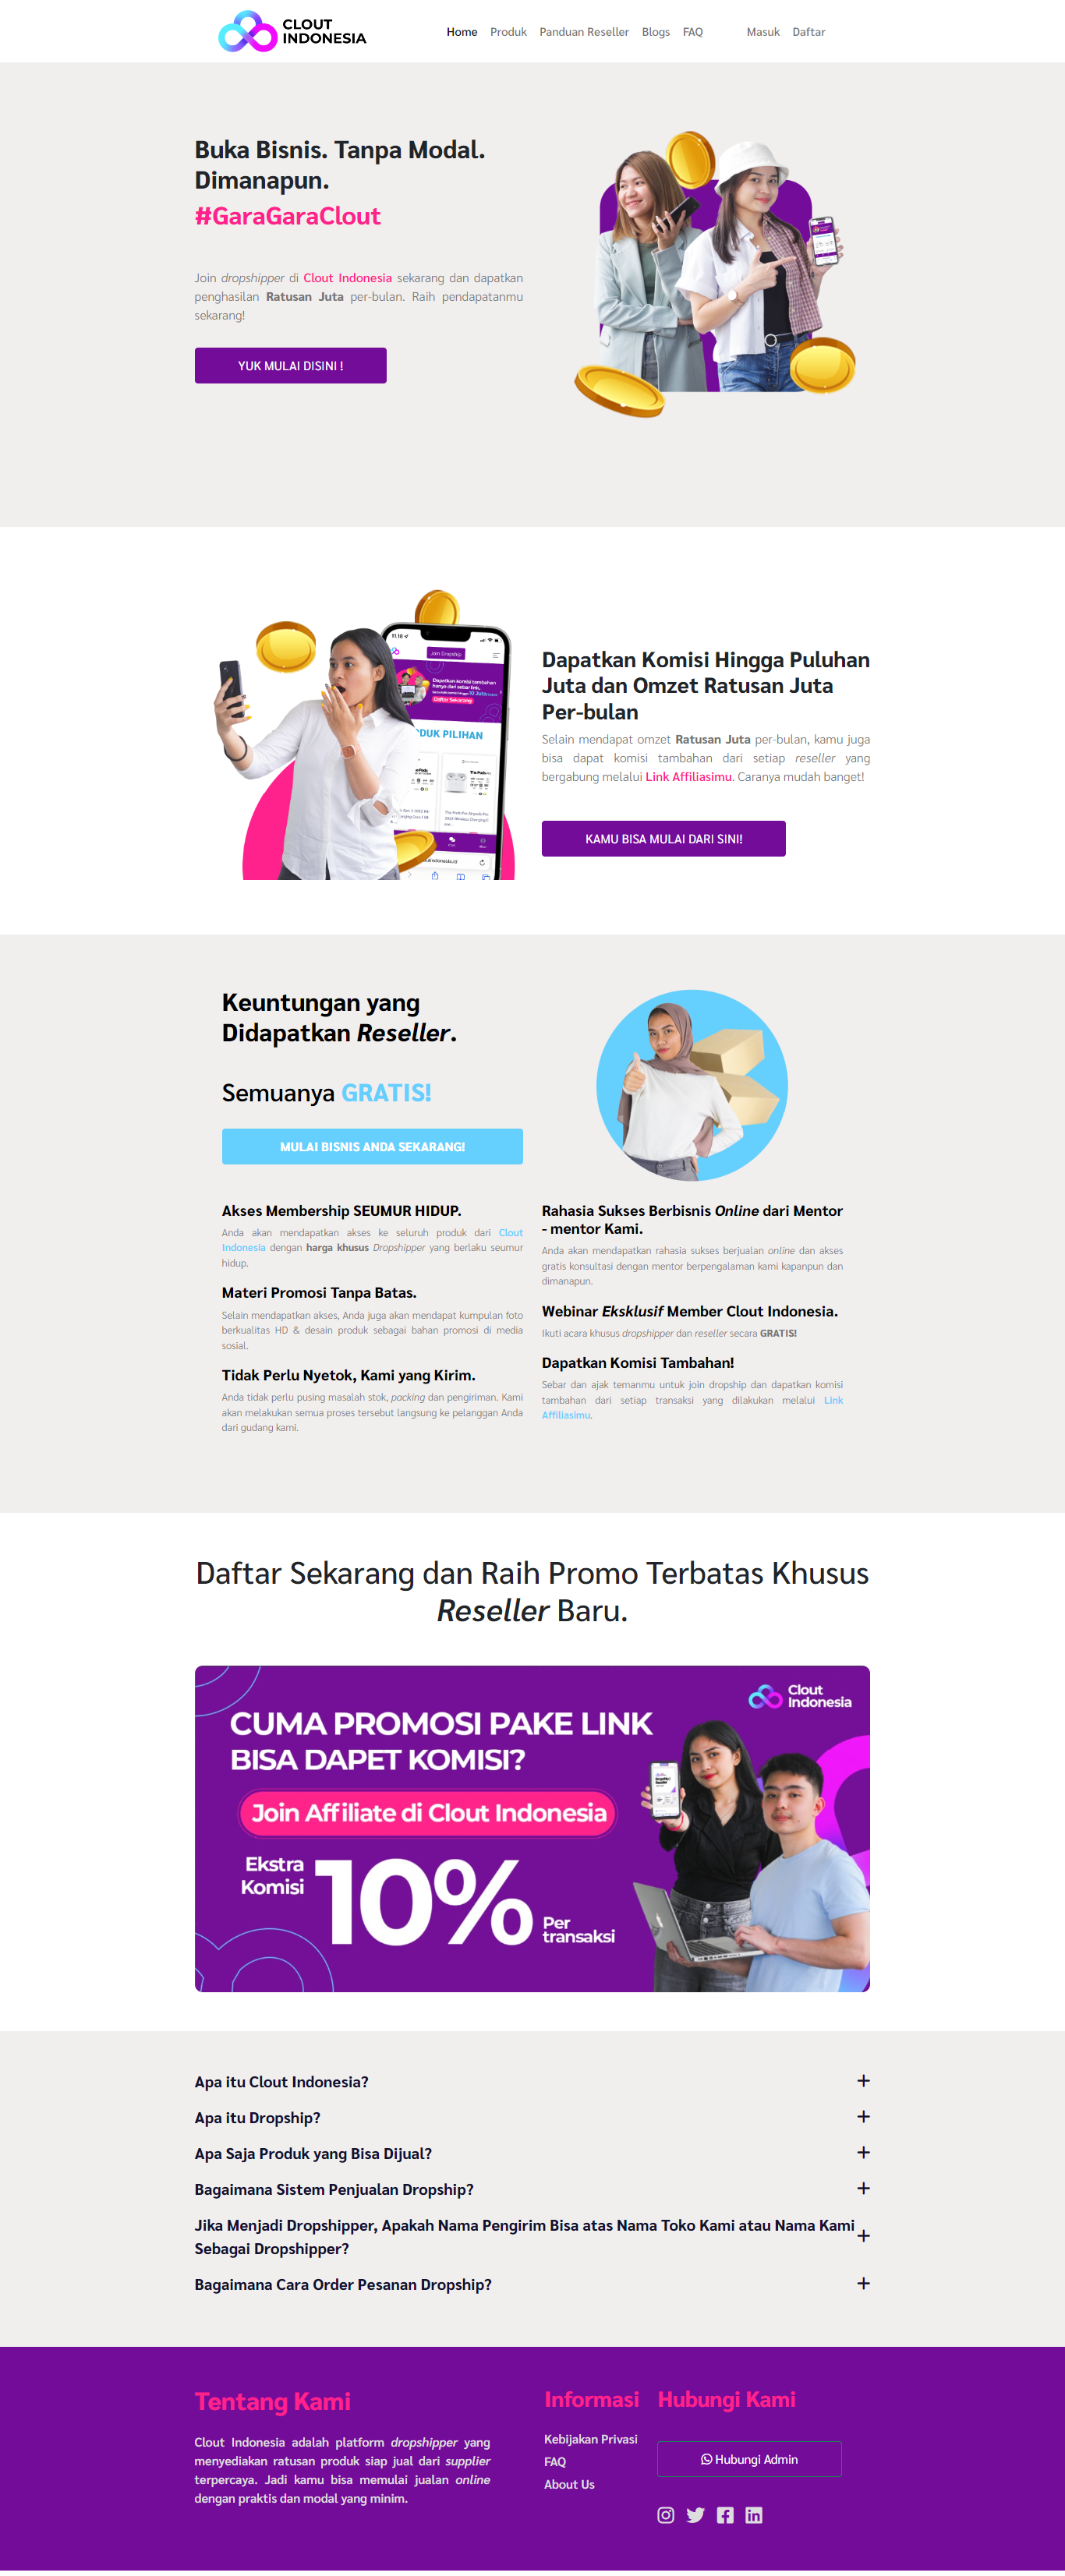 CLOUT
INDONESIA
Home Produk Panduan Reseller Blogs FAQ Masuk Daftar
Buka Bisnis. Tanpa Modal.
Dimanapun.
#GaraGaraClout
Join dropshipper di Clout Indonesia sekarang dan dapatkan
penghasilan Ratusan Juta per-bulan. Raih pendapatanmu
sekarang!
YUK MULAI DISINI !
11.18
Join Dropship
Dapatkan komisi tambahan
hanya dari sebar link,
Daftar Sekarang
DUK PILIHAN
Dapatkan Komisi Hingga Puluhan
Juta dan Omzet Ratusan Juta
Per-bulan
Selain mendapat omzet Ratusan Juta per-bulan, kamu juga
bisa dapat komisi tambahan dari setiap reseller yang
bergabung melalui Link Affiliasimu. Caranya mudah banget!
KAMU BISA MULAI DARI SINI!
Keuntungan yang
Didapatkan Reseller.
Semuanya GRATIS!
MULAI BISNIS ANDA SEKARANG!
Akses Membership SEUMUR HIDUP.
Anda akan mendapatkan akses ke seluruh produk dari Clout
Indonesia dengan harga khusus Dropshipper yang berlaku seumur
hidup.
Materi Promosi Tanpa Batas.
Selain mendapatkan akses, Anda juga akan mendapat kumpulan foto
berkualitas HD & desain produk sebagai bahan promosi di media
sosial.
Tidak Perlu Nyetok, Kami yang Kirim.
Anda tidak perlu pusing masalah stok, packing dan pengiriman. Kami
akan melakukan semua proses tersebut langsung ke pelanggan Anda
dari gudang kami.
Rahasia Sukses Berbisnis Online dari Mentor
- mentor Kami.
Anda akan mendapatkan rahasia sukses berjualan online dan akses
gratis konsultasi dengan mentor berpengalaman kami kapanpun dan
dimanapun.
Webinar Eksklusif Member Clout Indonesia.
Ikuti acara khusus dropshipper dan reseller secara GRATIS!
Dapatkan Komisi Tambahan!
Sebar dan ajak temanmu untuk join dropship dan dapatkan komisi
tambahan dari setiap transaksi yang dilakukan melalui Link
Affiliasimu.
Daftar Sekarang dan Raih Promo Terbatas Khusus
Reseller Baru.
Clout
Indonesia
CUMA PROMOSI PAKE LINK
BISA DAPET KOMISI?
Join Affiliate di Clout Indonesia
Ekstra
Komisi
10%
Per
transaksi
Apa itu Clout Indonesia?
Apa itu Dropship?
Apa Saja Produk yang Bisa Dijual?
Bagaimana Sistem Penjualan Dropship?
Jika Menjadi Dropshipper, Apakah Nama Pengirim Bisa atas Nama Toko Kami atau Nama Kami
Sebagai Dropshipper?
Bagaimana Cara Order Pesanan Dropship?
Tentang Kami
Clout Indonesia adalah platform dropshipper yang
menyediakan ratusan produk siap jual dari supplier
terpercaya. Jadi kamu bisa memulai jualan online
dengan praktis dan modal yang minim.
Informasi
Kebijakan Privasi
FAQ
About Us
Hubungi Kami
Hubungi Admin